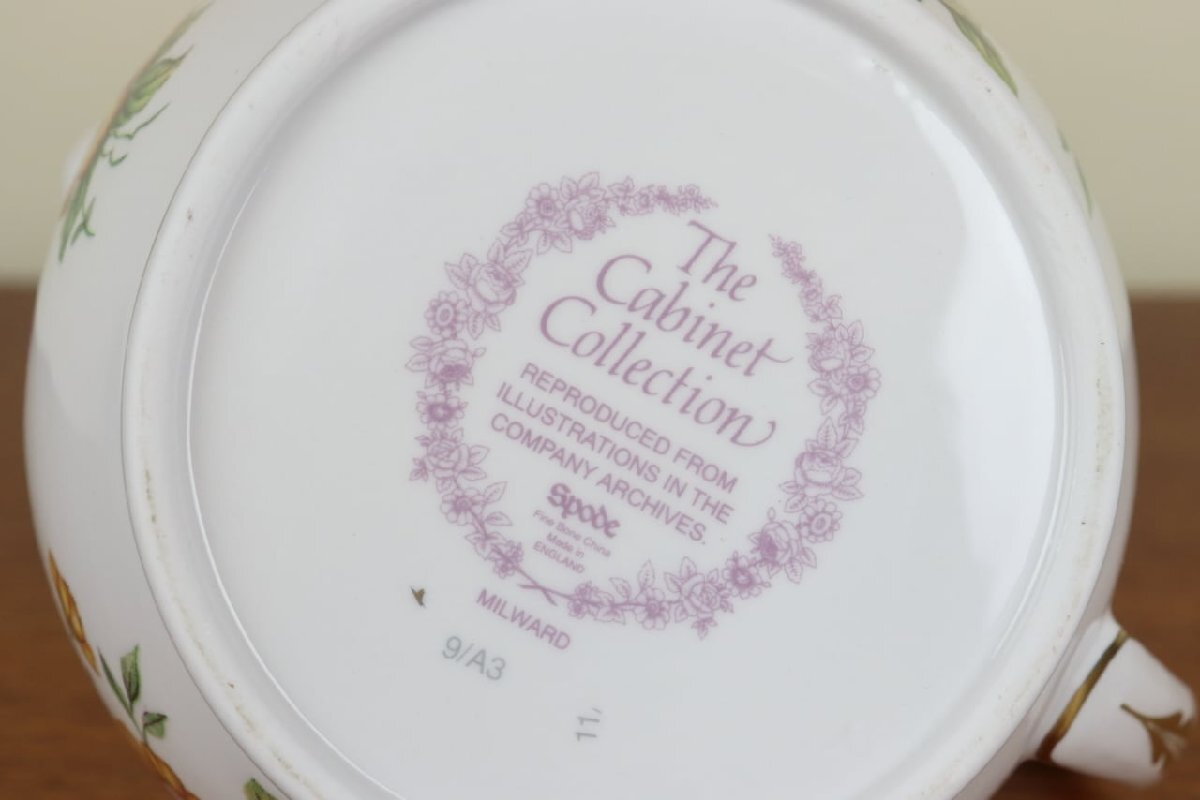 The
Cabinet
Collection
REPRODUCED FROM
ILLUSTRATIONS IN THE
COMPANY ARCHIVES.
Spode
Fine Bone China
Made in
ENGLAND
MILWARD
9/A3
11,